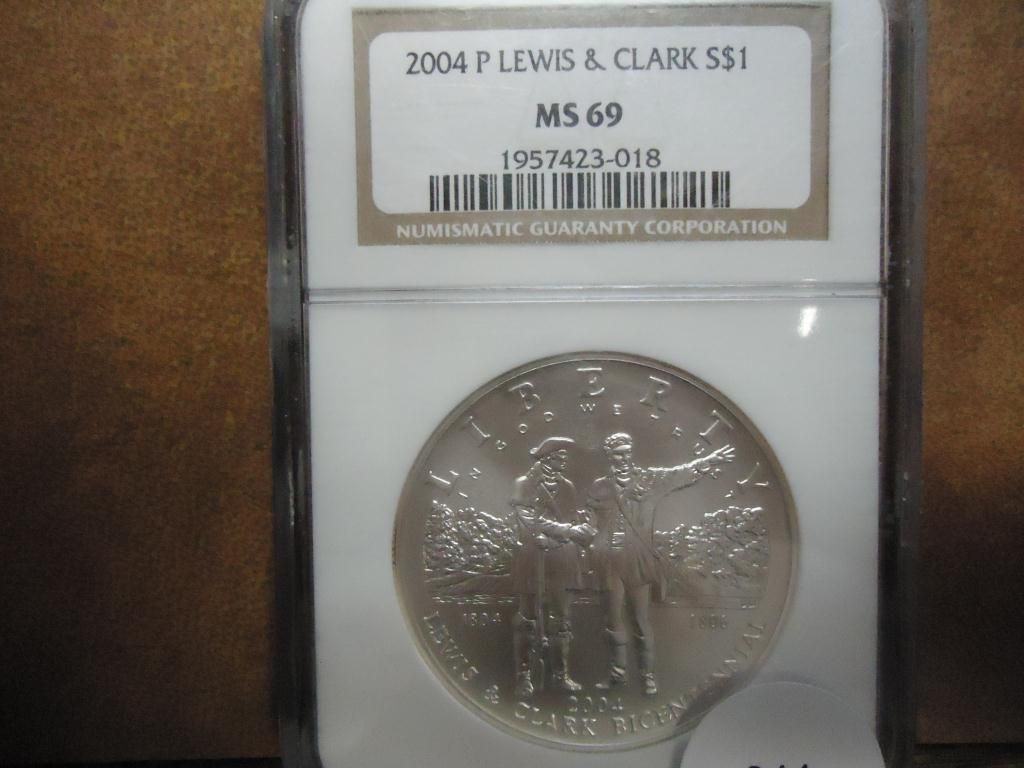 2004 P LEWIS & CLARK S$1
MS 69
1957423-018
NUMISMATIC GUARANTY CORPORATION
LIBERTY
IN GOD WE TRUST
1804 1806
2004
LEWIS & CLARK BICENTENNIAL